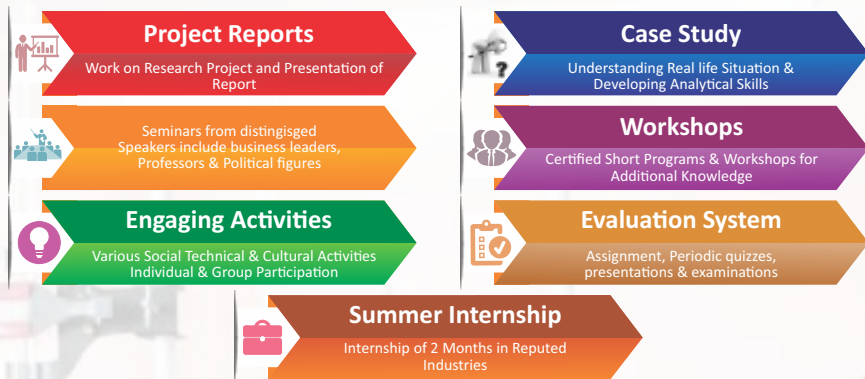 Project Reports
Work on Research Project and Presentation of
Report
Case Study
Understanding Real life Situation &
Developing Analytical Skills
Seminars from distingisged
Speakers include business leaders,
Professors & Political figures
Workshops
Certified Short Programs & Workshops for
Additional Knowledge
Engaging Activities
Various Social Technical & Cultural Activities
Individual & Group Participation
Evaluation System
Assignment, Periodic quizzes,
presentations & examinations
Summer Internship
Internship of 2 Months in Reputed
Industries